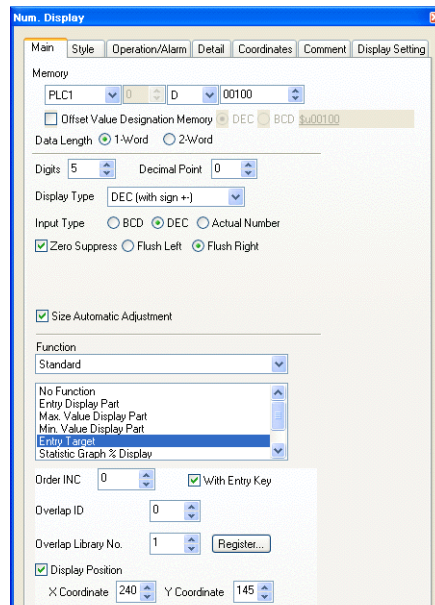 Num. Display
Main Style Operation/Alarm Detail Coordinates Comment Display Setting
Memory
PLC1 0 D 00100
Offset Value Designation Memory DEC BCD $u00100
Data Length 1-Word 2-Word
Digits 5 Decimal Point 0
Display Type DEC (with sign +-)
Input Type BCD DEC Actual Number
Zero Suppress Flush Left Flush Right
Size Automatic Adjustment
Function
Standard
No Function
Entry Display Part
Max. Value Display Part
Min. Value Display Part
Entry Target
Statistic Graph % Display
Order INC 0 With Entry Key
Overlap ID 0
Overlap Library No. 1 Register...
Display Position
X Coordinate 240 Y Coordinate 145